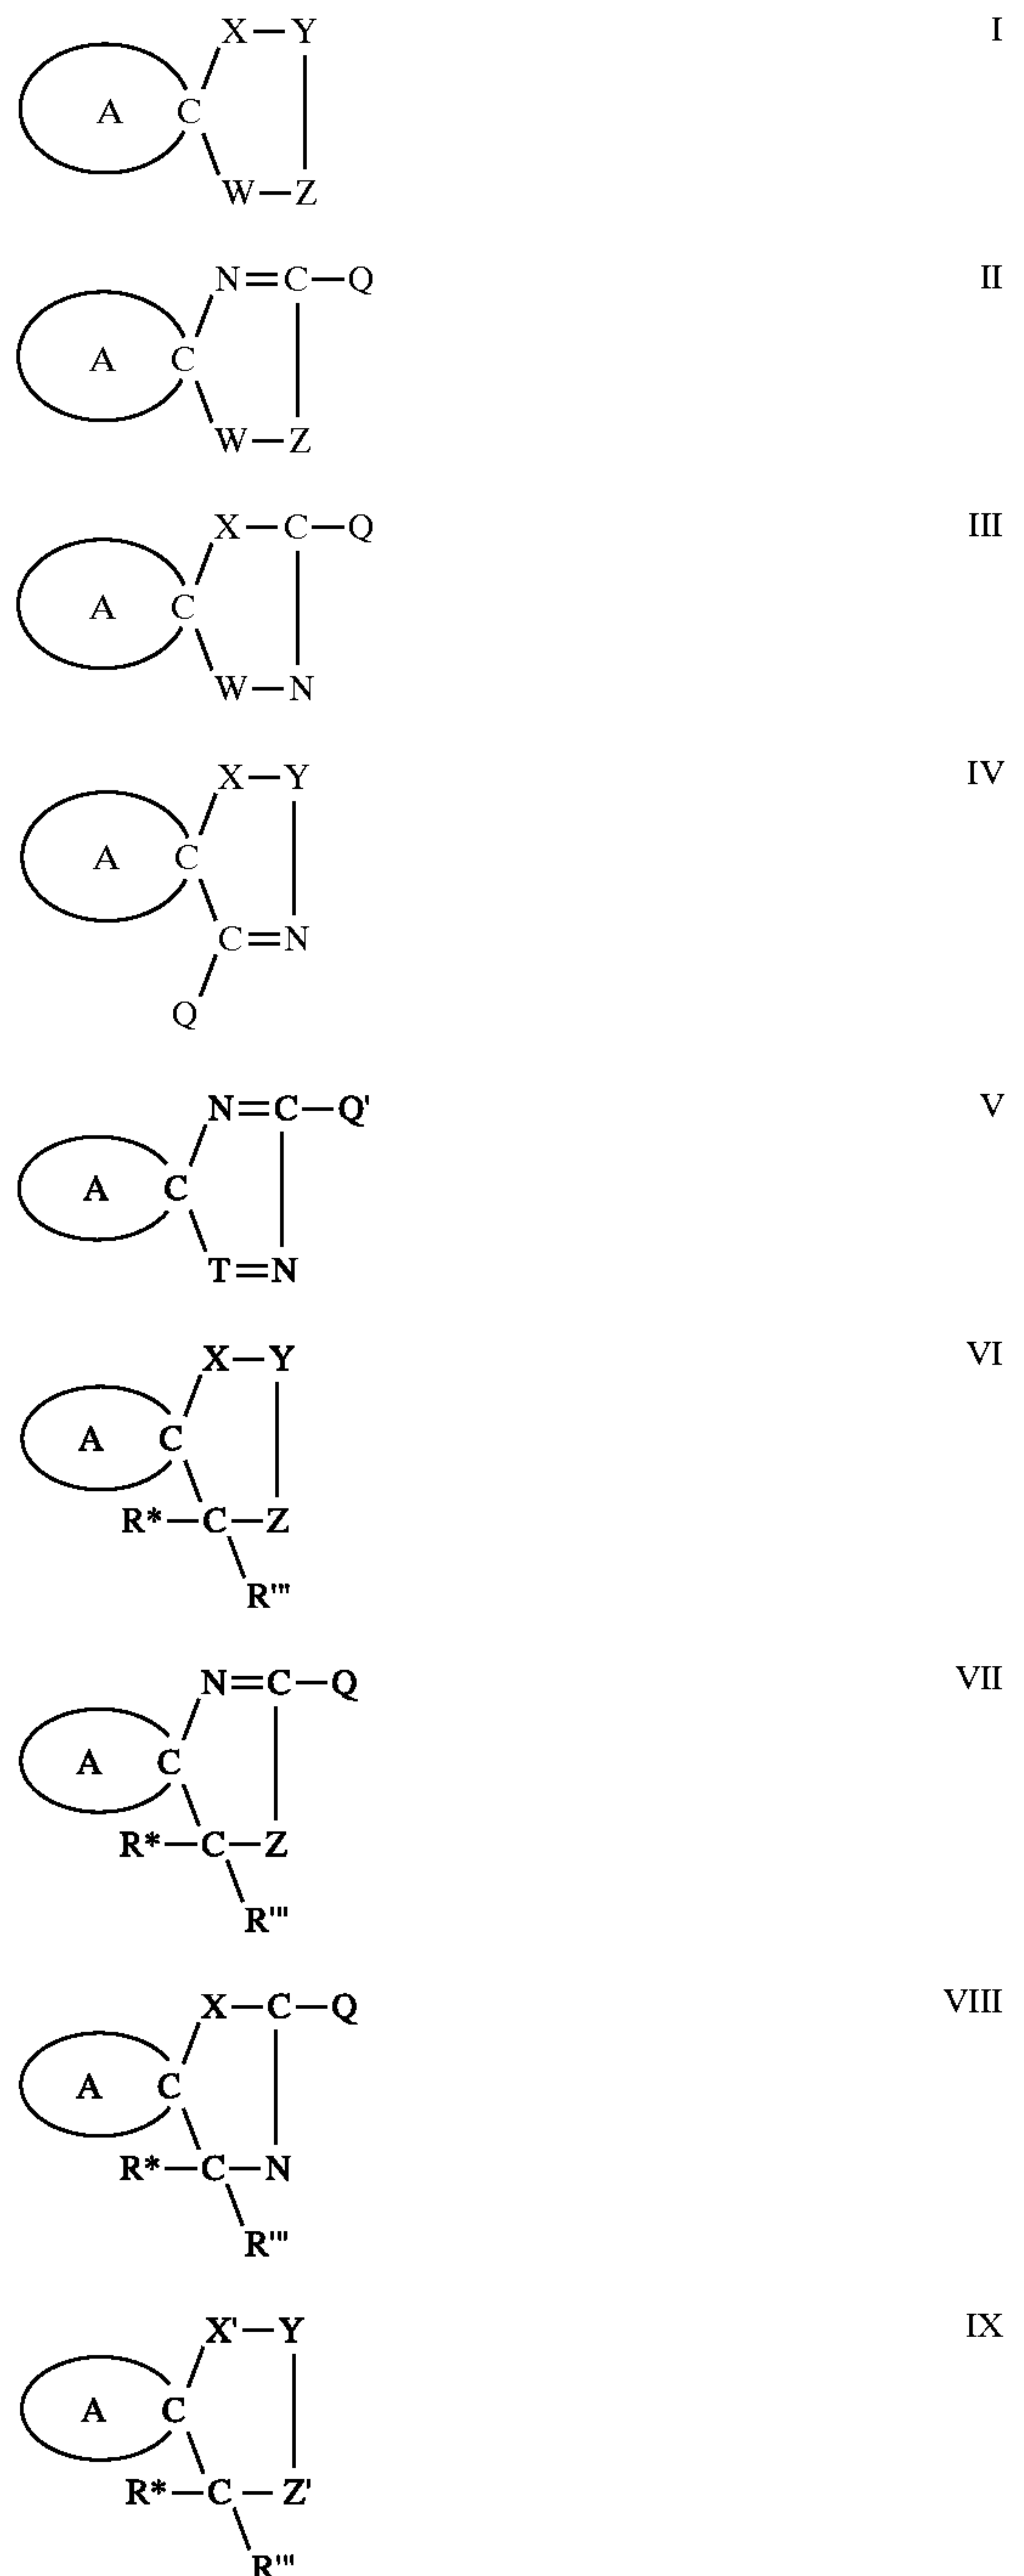 X—Y I
A C
W—Z
N=C—Q II
A C
W—Z
X—C—Q III
A C
W—N
X—Y IV
A C
C=N
Q
N=C—Q' V
A C
T=N
X—Y VI
A C
R*—C—Z
R'''
N=C—Q VII
A C
R*—C—Z
R'''
X—C—Q VIII
A C
R*—C—N
R'''
X'—Y IX
A C
R*—C—Z'
R'''